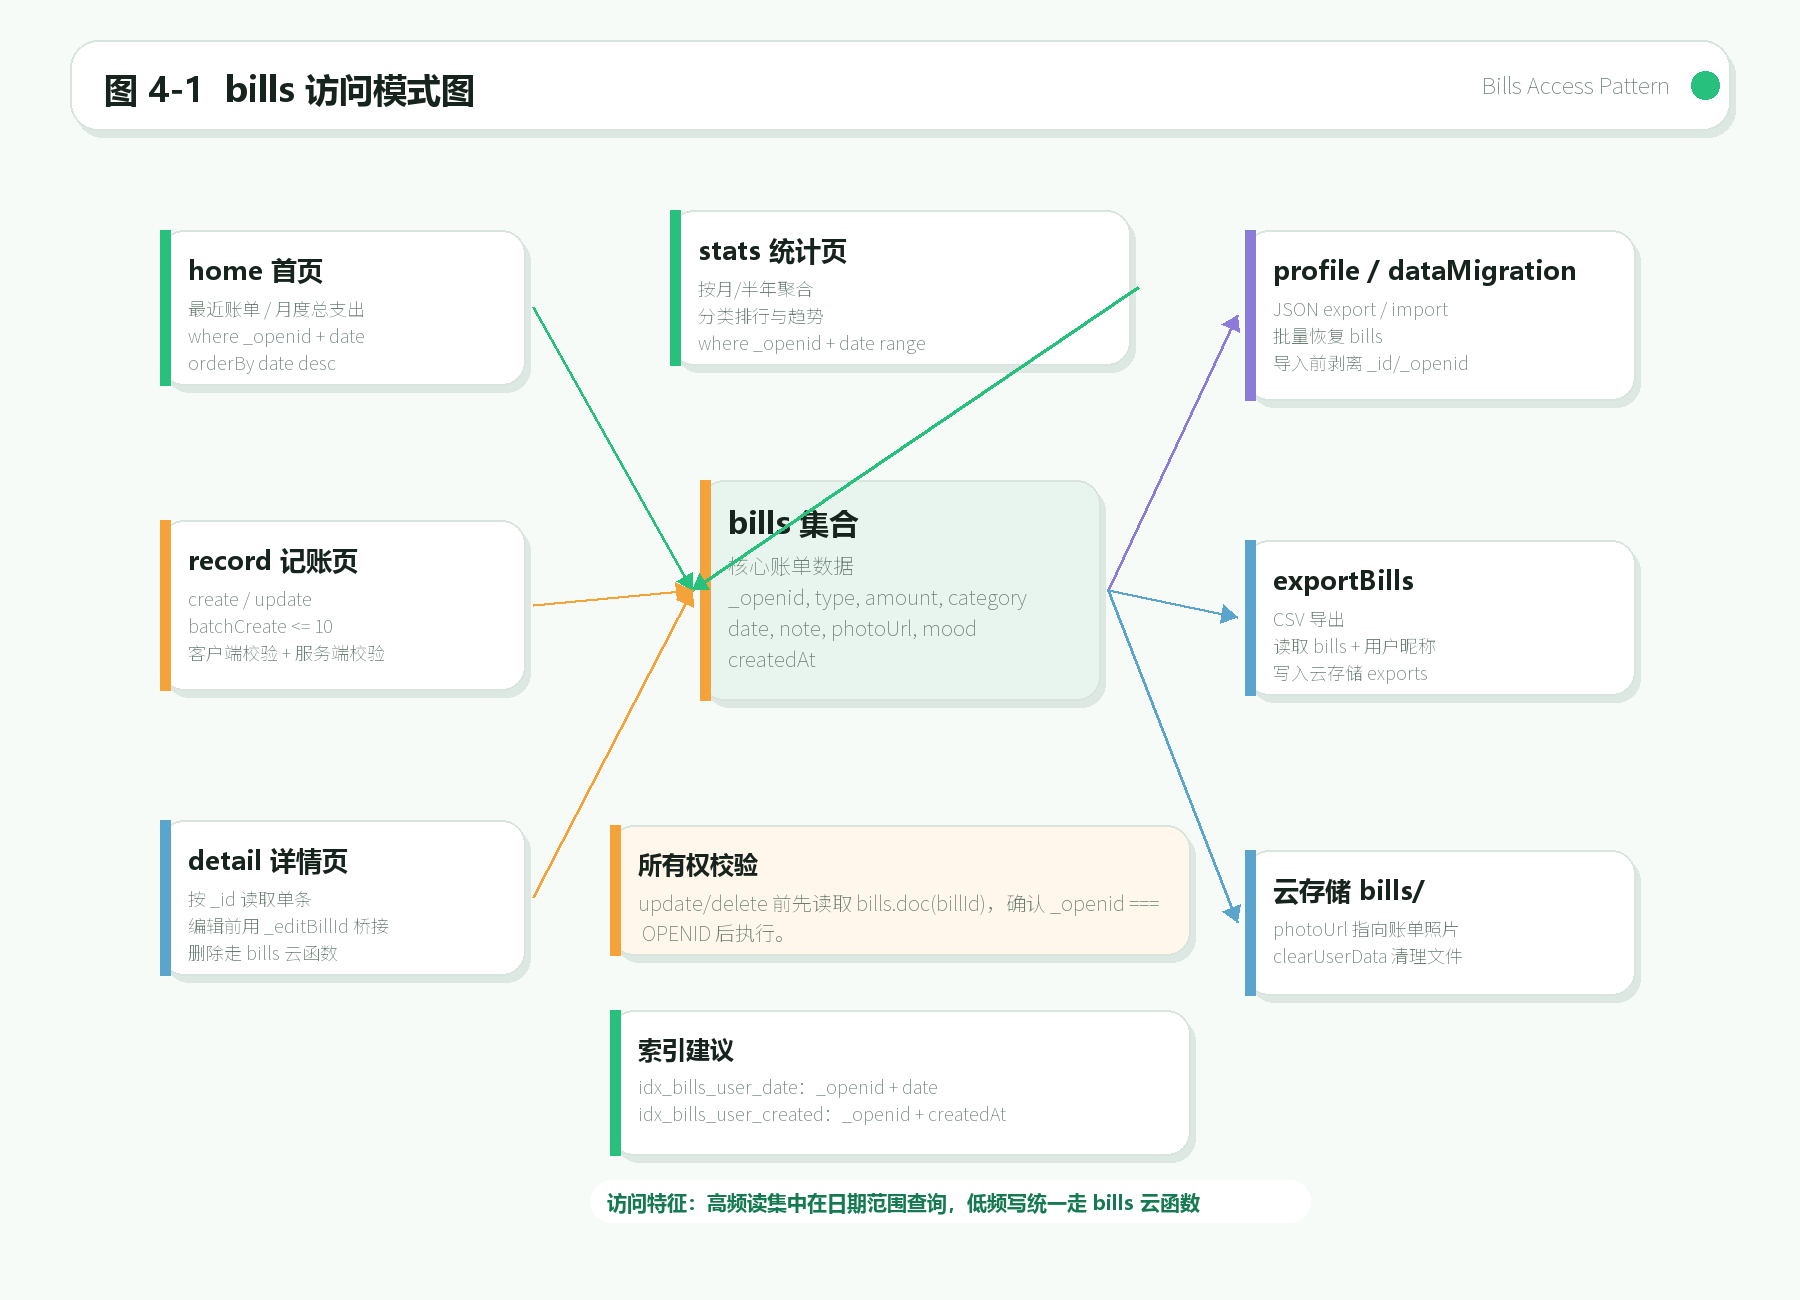 图 4-1 bills 访问模式图
Bills Access Pattern
home 首页
最近账单 / 月度总支出
where _openid + date
orderBy date desc
stats 统计页
按月/半年聚合
分类排行与趋势
where _openid + date range
profile / dataMigration
JSON export / import
批量恢复 bills
导入前剥离 _id/_openid
record 记账页
create / update
batchCreate <= 10
客户端校验 + 服务端校验
bills 集合
核心账单数据
_openid, type, amount, category
date, note, photoUrl, mood
createdAt
exportBills
CSV 导出
读取 bills + 用户昵称
写入云存储 exports
detail 详情页
按 _id 读取单条
编辑前用 _editBillId 桥接
删除走 bills 云函数
所有权校验
update/delete 前先读取 bills.doc(billId)，确认 _openid ===
OPENID 后执行。
云存储 bills/
photoUrl 指向账单照片
clearUserData 清理文件
索引建议
idx_bills_user_date：_openid + date
idx_bills_user_created：_openid + createdAt
访问特征：高频读集中在日期范围查询，低频写统一走 bills 云函数